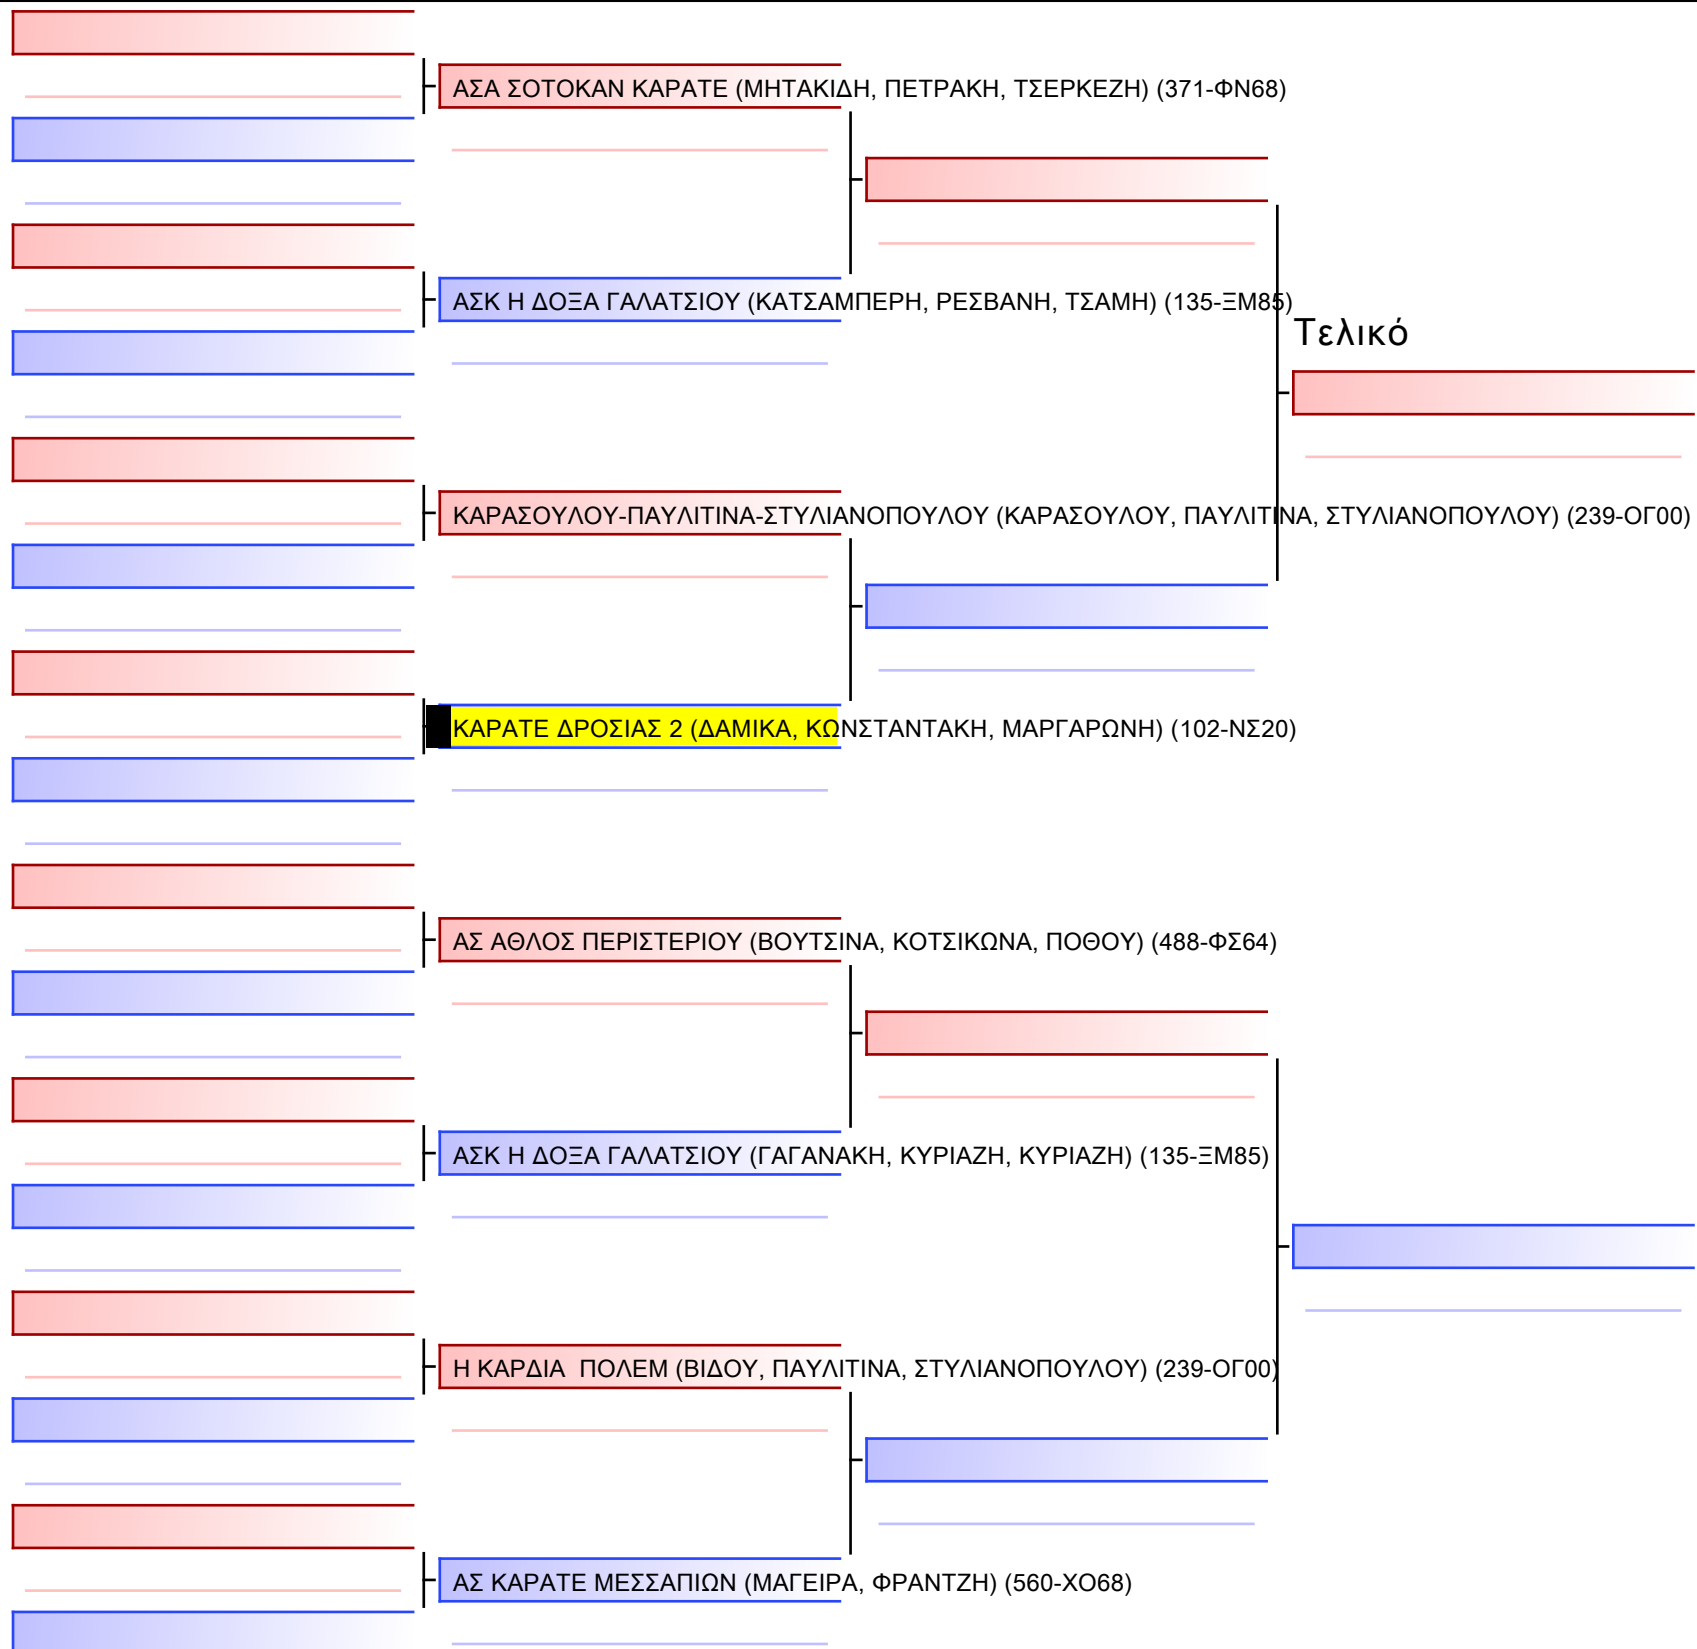 ΑΣΑ ΣΟΤΟΚΑΝ ΚΑΡΑΤΕ (ΜΗΤΑΚΙΔΗ, ΠΕΤΡΑΚΗ, ΤΣΕΡΚΕΖΗ) (371-ΦΝ68)
ΑΣΚ Η ΔΟΞΑ ΓΑΛΑΤΣΙΟΥ (ΚΑΤΣΑΜΠΕΡΗ, ΡΕΣΒΑΝΗ, ΤΣΑΜΗ) (135-ΞΜ85)
Τελικό
ΚΑΡΑΣΟΥΛΟΥ-ΠΑΥΛΙΤΙΝΑ-ΣΤΥΛΙΑΝΟΠΟΥΛΟΥ (ΚΑΡΑΣΟΥΛΟΥ, ΠΑΥΛΙΤΙΝΑ, ΣΤΥΛΙΑΝΟΠΟΥΛΟΥ) (239-ΟΓ00)
ΚΑΡΑΤΕ ΔΡΟΣΙΑΣ 2 (ΔΑΜΙΚΑ, ΚΩΝΣΤΑΝΤΑΚΗ, ΜΑΡΓΑΡΩΝΗ) (102-ΝΣ20)
ΑΣ ΑΘΛΟΣ ΠΕΡΙΣΤΕΡΙΟΥ (ΒΟΥΤΣΙΝΑ, ΚΟΤΣΙΚΩΝΑ, ΠΟΘΟΥ) (488-ΦΣ64)
ΑΣΚ Η ΔΟΞΑ ΓΑΛΑΤΣΙΟΥ (ΓΑΓΑΝΑΚΗ, ΚΥΡΙΑΖΗ, ΚΥΡΙΑΖΗ) (135-ΞΜ85)
Η ΚΑΡΔΙΑ  ΠΟΛΕΜ (ΒΙΔΟΥ, ΠΑΥΛΙΤΙΝΑ, ΣΤΥΛΙΑΝΟΠΟΥΛΟΥ) (239-ΟΓ00)
ΑΣ ΚΑΡΑΤΕ ΜΕΣΣΑΠΙΩΝ (ΜΑΓΕΙΡΑ, ΦΡΑΝΤΖΗ) (560-ΧΟ68)